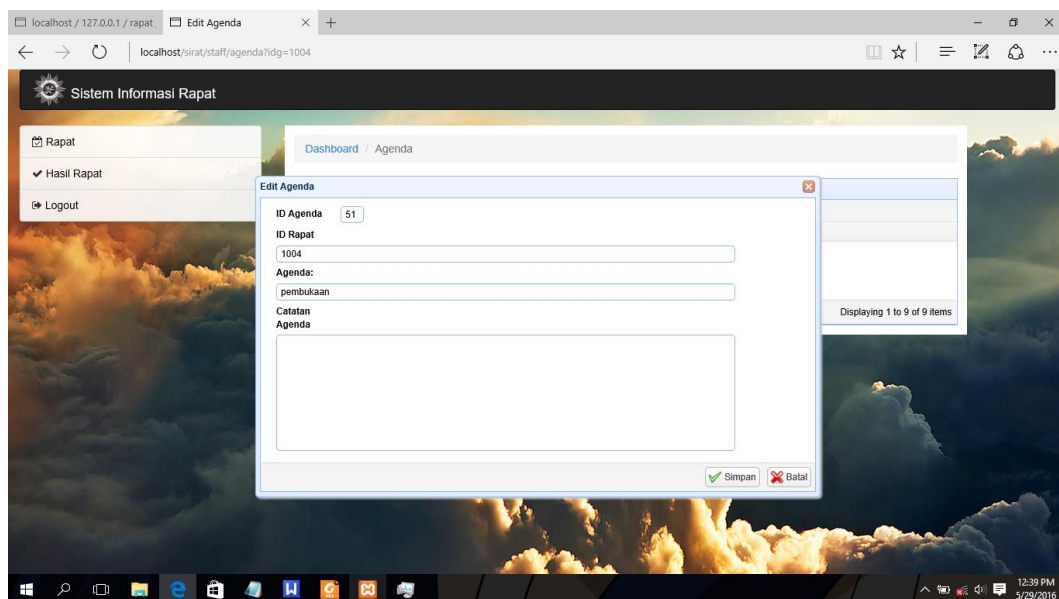 localhost / 127.0.0.1 / rapat
Edit Agenda
localhost/sirat/staff/agenda?idg=1004
Sistem Informasi Rapat
Rapat
Hasil Rapat
Logout
Dashboard / Agenda
Edit Agenda
ID Agenda 51
ID Rapat
1004
Agenda:
pembukaan
Catatan
Agenda
Displaying 1 to 9 of 9 items
Simpan Batal
12:39 PM
5/29/2016